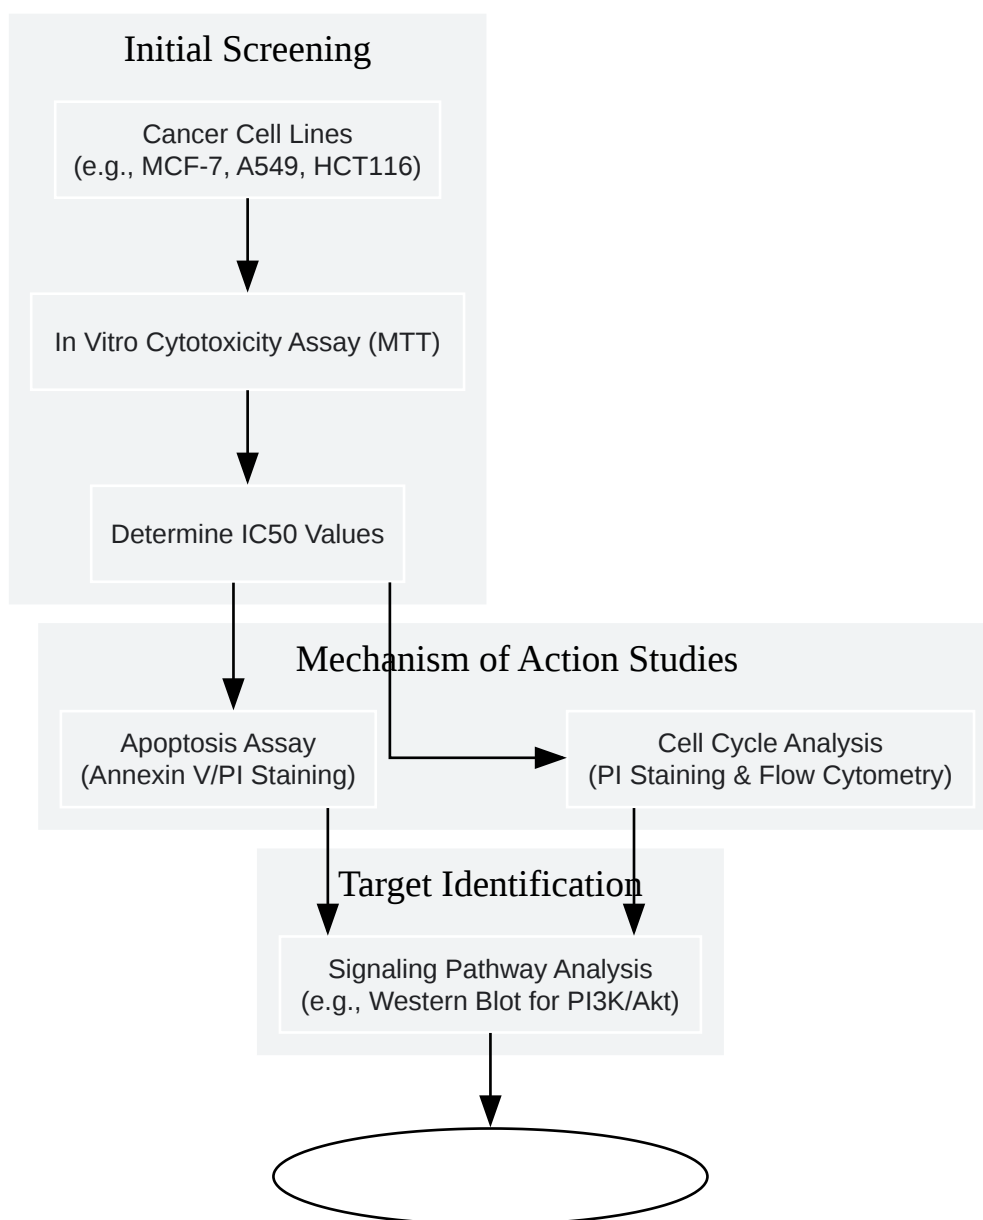 Initial Screening
Cancer Cell Lines
(e.g., MCF-7, A549, HCT116)
In Vitro Cytotoxicity Assay (MTT)
Determine IC50 Values
Mechanism of Action Studies
Apoptosis Assay
(Annexin V/PI Staining)
Cell Cycle Analysis
(PI Staining & Flow Cytometry)
Target Identification
Signaling Pathway Analysis
(e.g., Western Blot for PI3K/Akt)